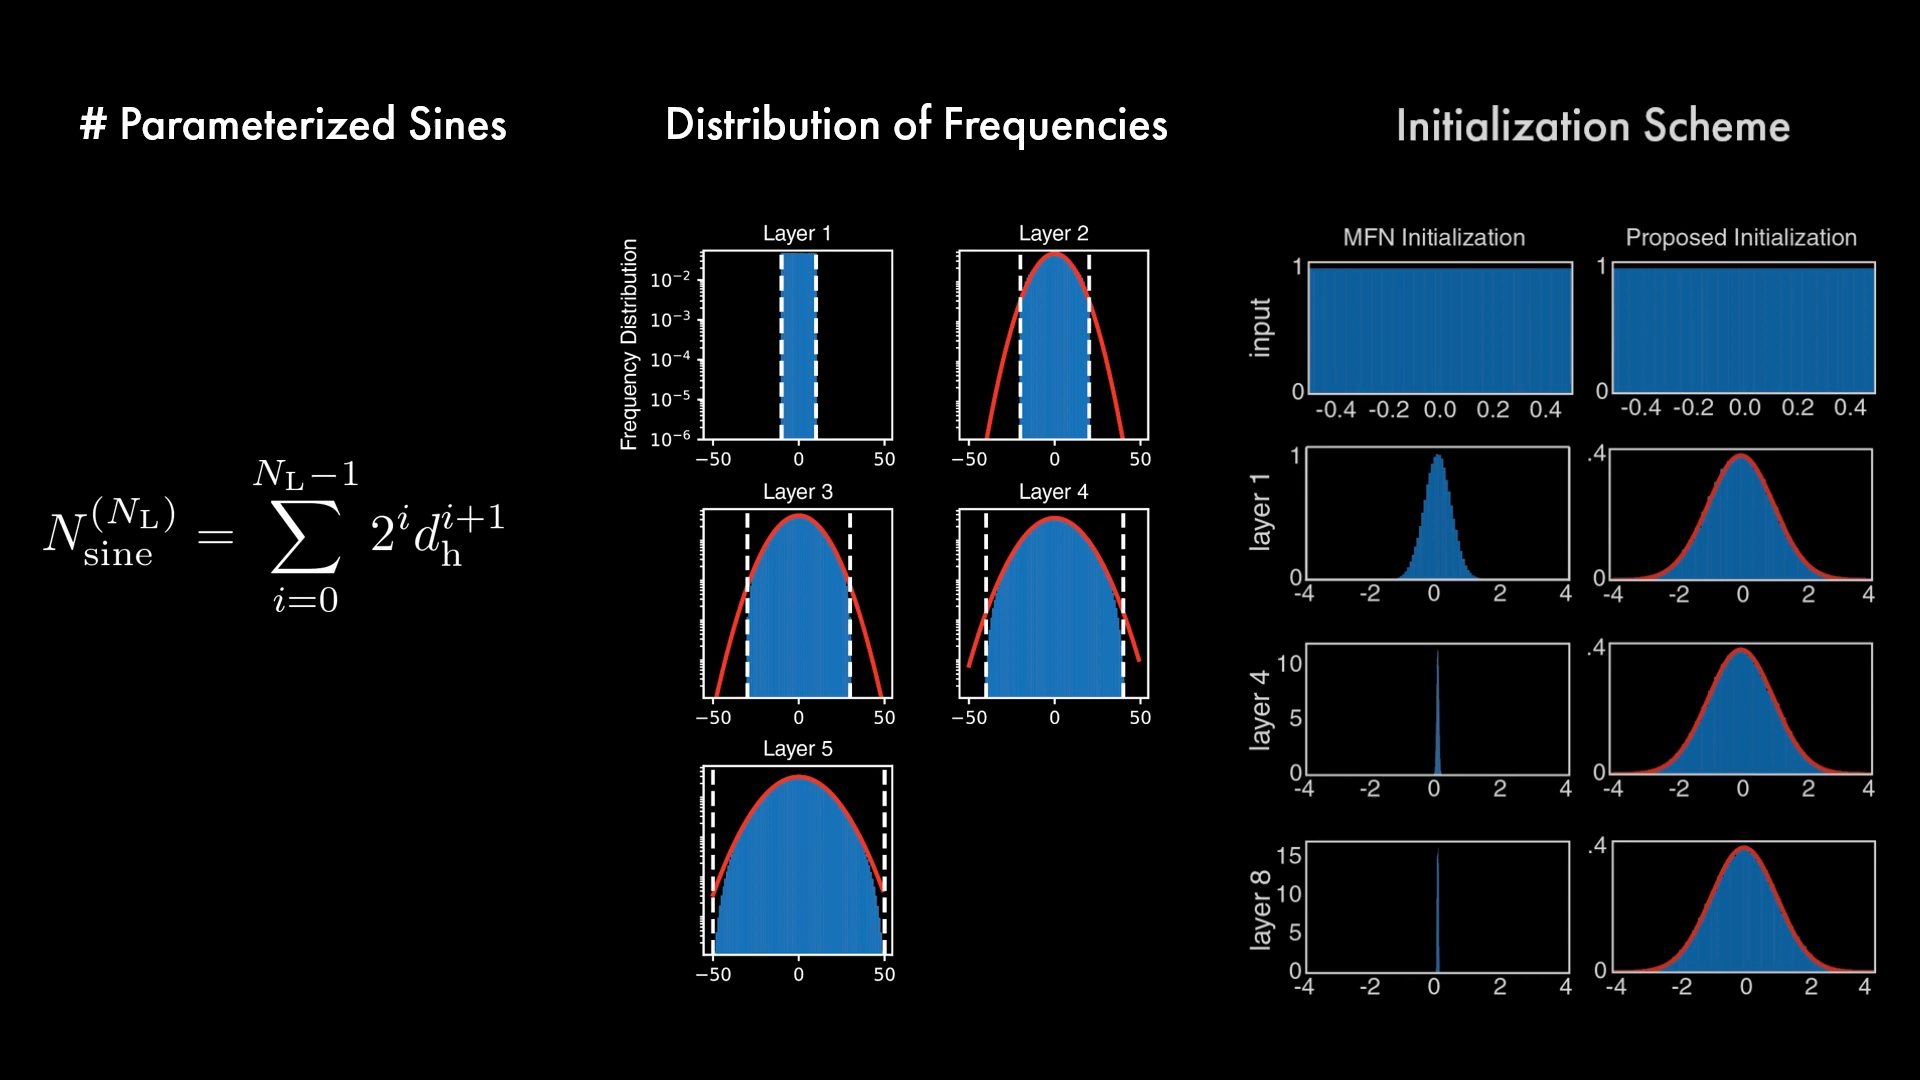 # Parameterized Sines
N_sine^(N_L) = ∑_{i=0}^{N_L−1} 2^i d_h^{i+1}
Distribution of Frequencies
Frequency Distribution
Layer 1
10^−2
10^−3
10^−4
10^−5
10^−6
−50 0 50
Layer 2
−50 0 50
Layer 3
−50 0 50
Layer 4
−50 0 50
Layer 5
−50 0 50
Initialization Scheme
MFN Initialization
Proposed Initialization
input
1
0
-0.4 -0.2 0.0 0.2 0.4
1
0
-0.4 -0.2 0.0 0.2 0.4
layer 1
1
0
-4 -2 0 2 4
.4
0
-4 -2 0 2 4
layer 4
10
5
0
-4 -2 0 2 4
.4
0
-4 -2 0 2 4
layer 8
15
10
5
0
-4 -2 0 2 4
.4
0
-4 -2 0 2 4